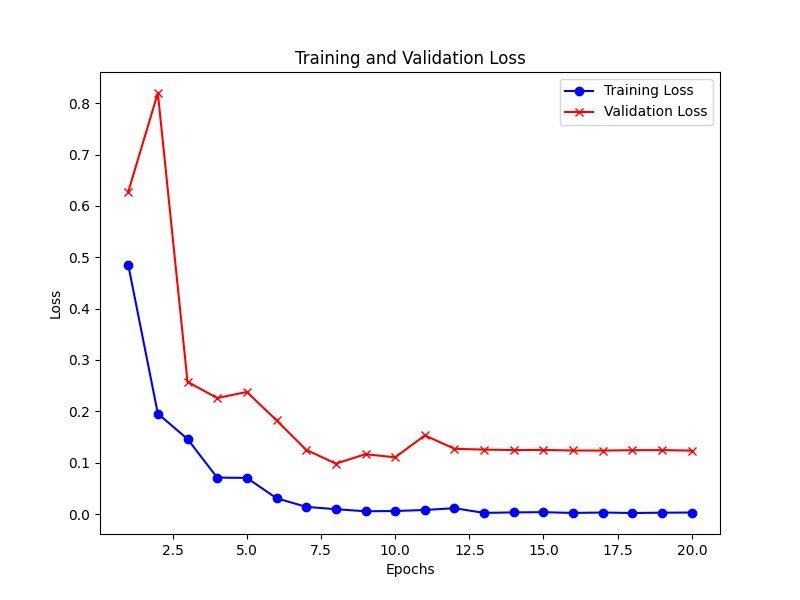 Training and Validation Loss
Training Loss
Validation Loss
0.8
0.7
0.6
0.5
0.4
0.3
0.2
0.1
0.0
Loss
2.5 5.0 7.5 10.0 12.5 15.0 17.5 20.0
Epochs